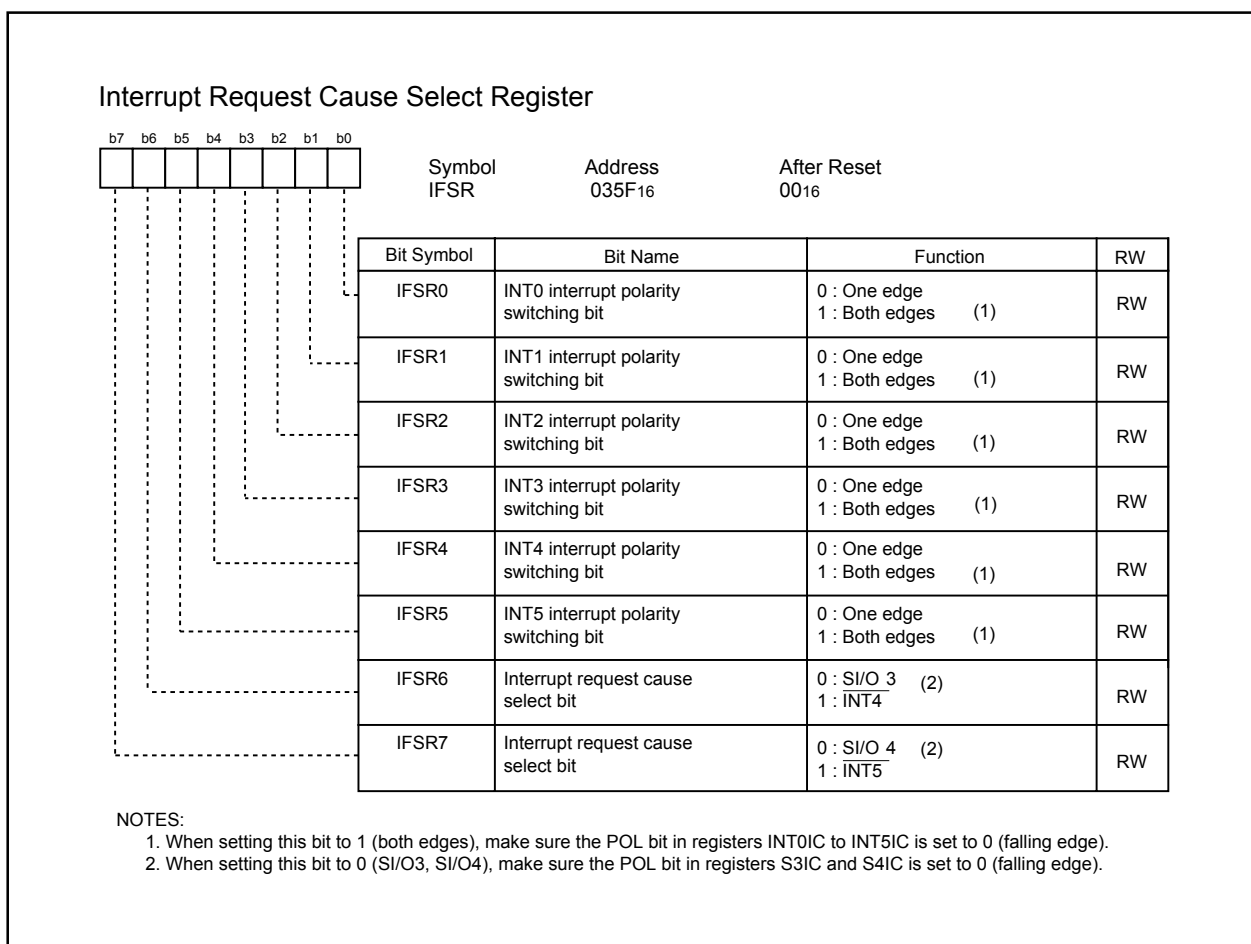 Interrupt Request Cause Select Register
b7 b6 b5 b4 b3 b2 b1 b0
Symbol Address After Reset
IFSR 035F16 0016
Bit Symbol Bit Name Function RW
IFSR0 INT0 interrupt polarity switching bit 0 : One edge 1 : Both edges (1) RW
IFSR1 INT1 interrupt polarity switching bit 0 : One edge 1 : Both edges (1) RW
IFSR2 INT2 interrupt polarity switching bit 0 : One edge 1 : Both edges (1) RW
IFSR3 INT3 interrupt polarity switching bit 0 : One edge 1 : Both edges (1) RW
IFSR4 INT4 interrupt polarity switching bit 0 : One edge 1 : Both edges (1) RW
IFSR5 INT5 interrupt polarity switching bit 0 : One edge 1 : Both edges (1) RW
IFSR6 Interrupt request cause select bit 0 : SI/O 3 (2) 1 : INT4 RW
IFSR7 Interrupt request cause select bit 0 : SI/O 4 (2) 1 : INT5 RW
NOTES:
1. When setting this bit to 1 (both edges), make sure the POL bit in registers INT0IC to INT5IC is set to 0 (falling edge).
2. When setting this bit to 0 (SI/O3, SI/O4), make sure the POL bit in registers S3IC and S4IC is set to 0 (falling edge).